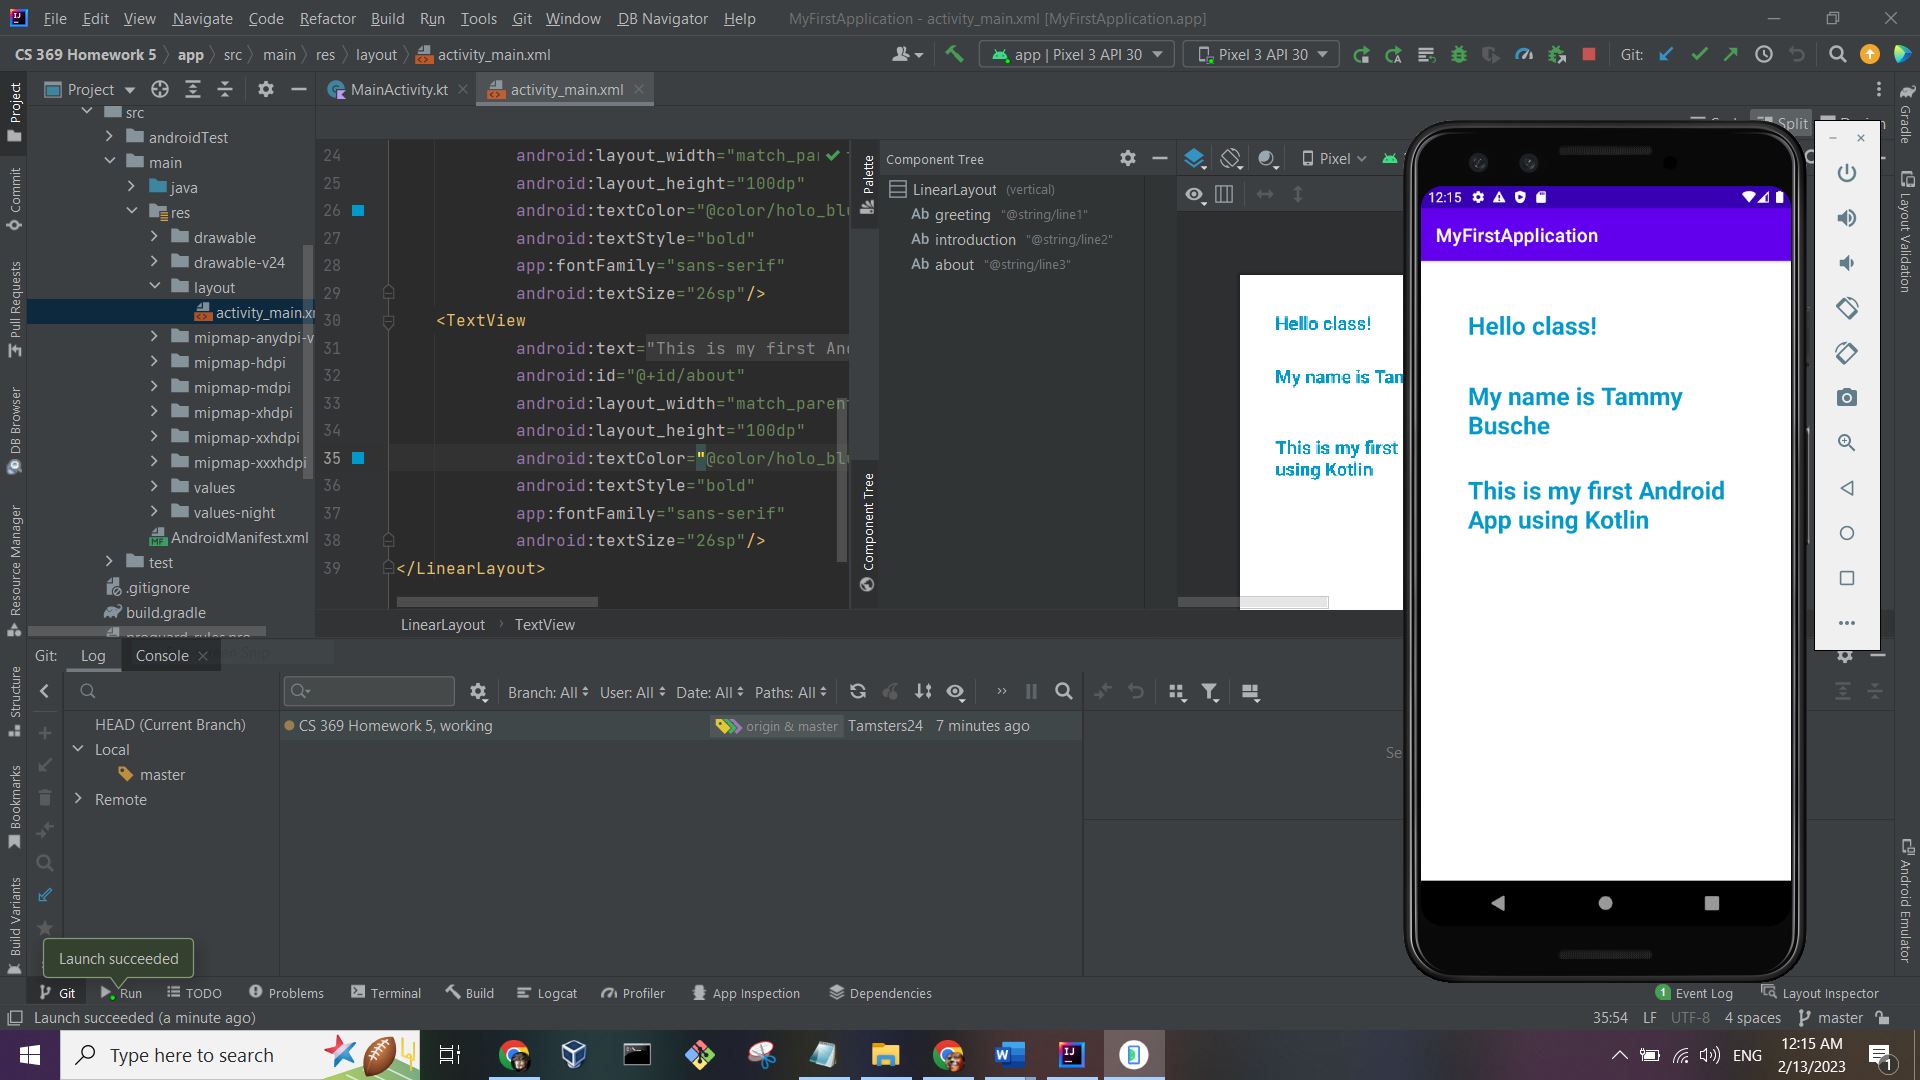 File Edit View Navigate Code Refactor Build Run Tools Git Window DB Navigator Help MyFirstApplication - activity_main.xml [MyFirstApplication.app]
CS 369 Homework 5 app src main res layout activity_main.xml
app | Pixel 3 API 30 Pixel 3 API 30 Git:
Project
MainActivity.kt activity_main.xml
Split
src
androidTest
main
java
res
drawable
drawable-v24
layout
activity_main.x
mipmap-anydpi-v
mipmap-hdpi
mipmap-mdpi
mipmap-xhdpi
mipmap-xxhdpi
mipmap-xxxhdpi
values
values-night
AndroidManifest.xml
test
.gitignore
build.gradle
Project
Commit
Pull Requests
DB Browser
Resource Manager
Structure
Bookmarks
Build Variants
24 android:layout_width="match_par
25 android:layout_height="100dp"
26 android:textColor="@color/holo_bl
27 android:textStyle="bold"
28 app:fontFamily="sans-serif"
29 android:textSize="26sp"/>
30 <TextView
31 android:text="This is my first An
32 android:id="@+id/about"
33 android:layout_width="match_paren
34 android:layout_height="100dp"
35 android:textColor="@color/holo_bl
36 android:textStyle="bold"
37 app:fontFamily="sans-serif"
38 android:textSize="26sp"/>
39 </LinearLayout>
LinearLayout TextView
Palette
Component Tree
Component Tree
LinearLayout (vertical)
Ab greeting "@string/line1"
Ab introduction "@string/line2"
Ab about "@string/line3"
Pixel
Hello class!
My name is Tam
This is my first
using Kotlin
12:15
MyFirstApplication
Hello class!
My name is Tammy
Busche
This is my first Android
App using Kotlin
Gradle
Layout Validation
Android Emulator
Git: Log Console
Branch: All User: All Date: All Paths: All
HEAD (Current Branch)
Local
master
Remote
CS 369 Homework 5, working origin & master Tamsters24 7 minutes ago
Se
Launch succeeded
Git Run TODO Problems Terminal Build Logcat Profiler App Inspection Dependencies
1 Event Log Layout Inspector
Launch succeeded (a minute ago)
35:54 LF UTF-8 4 spaces master
Type here to search
ENG
12:15 AM
2/13/2023
1